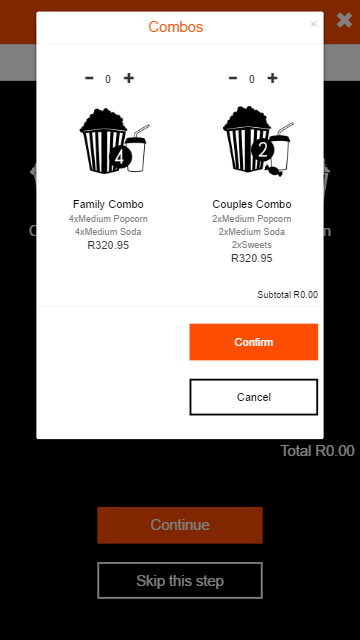 Combos
×
0
0
4
2
Family Combo
4xMedium Popcorn
4xMedium Soda
R320.95
Couples Combo
2xMedium Popcorn
2xMedium Soda
2xSweets
R320.95
Subtotal R0.00
Confirm
Cancel
Total R0.00
Continue
Skip this step